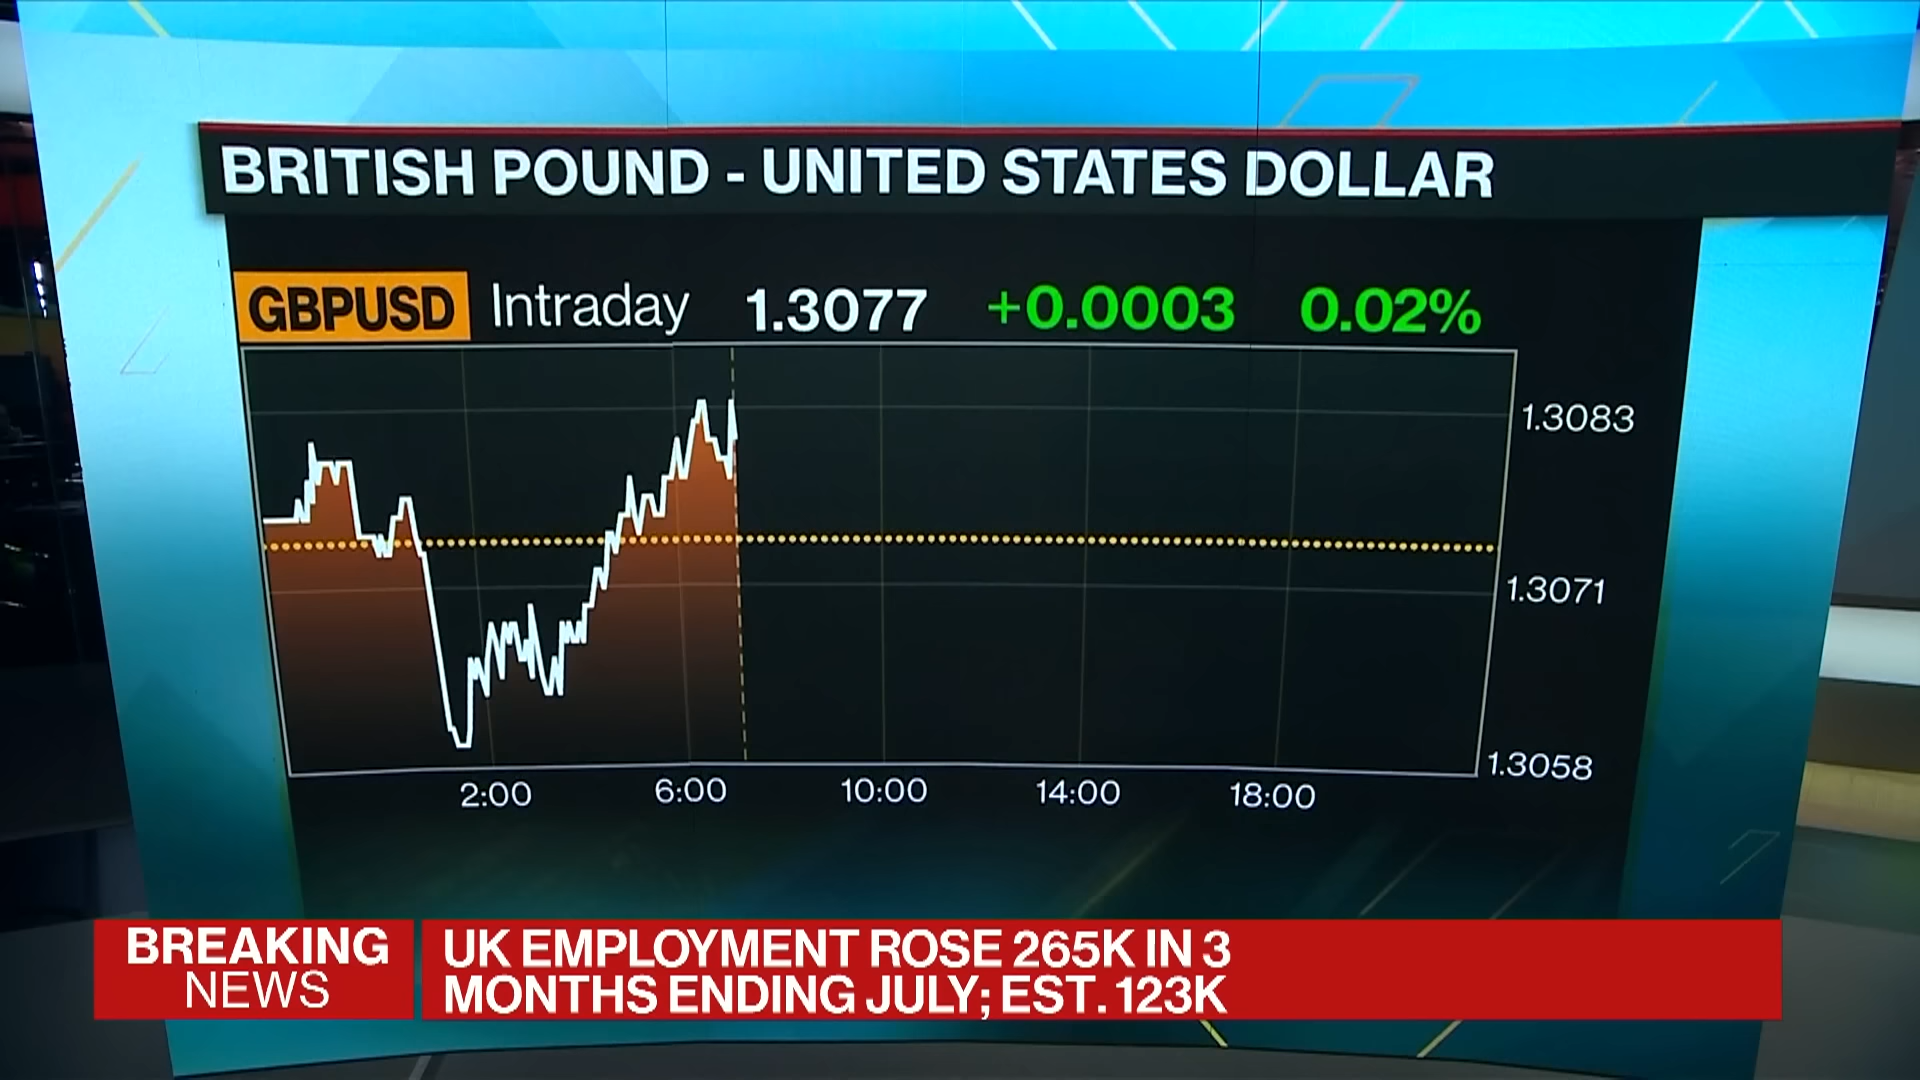 BRITISH POUND - UNITED STATES DOLLAR
GBPUSD Intraday 1.3077 +0.0003 0.02%
1.3083
1.3071
1.3058
2:00 6:00 10:00 14:00 18:00
BREAKING NEWS
UK EMPLOYMENT ROSE 265K IN 3
MONTHS ENDING JULY; EST. 123K